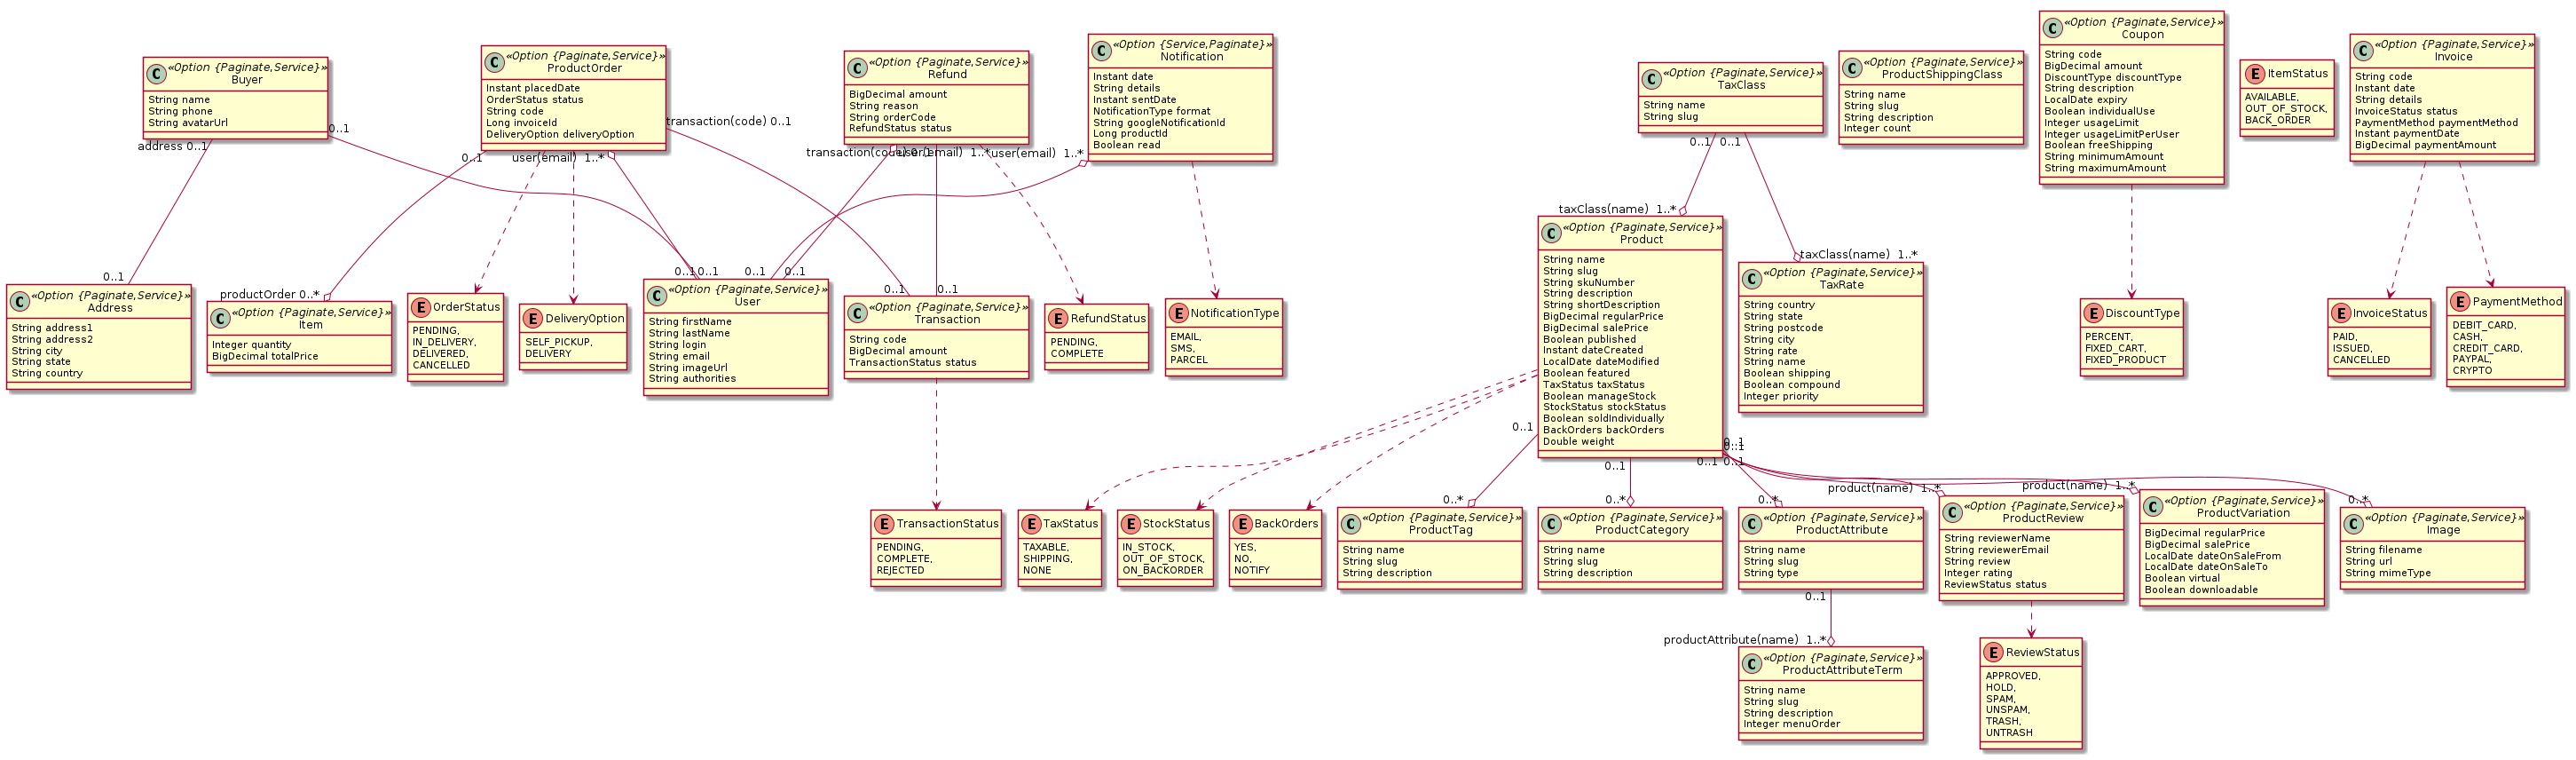 C «Option {Paginate,Service}»
Buyer
String name
String phone
String avatarUrl
C «Option {Paginate,Service}»
ProductOrder
Instant placedDate
OrderStatus status
String code
Long invoiceId
DeliveryOption deliveryOption
C «Option {Paginate,Service}»
Refund
BigDecimal amount
String reason
String orderCode
RefundStatus status
C «Option {Service,Paginate}»
Notification
Instant date
String details
Instant sentDate
NotificationType format
String googleNotificationId
Long productId
Boolean read
C «Option {Paginate,Service}»
TaxClass
String name
String slug
C «Option {Paginate,Service}»
ProductShippingClass
String name
String slug
String description
Integer count
C «Option {Paginate,Service}»
Coupon
String code
BigDecimal amount
DiscountType discountType
String description
LocalDate expiry
Boolean individualUse
Integer usageLimit
Integer usageLimitPerUser
Boolean freeShipping
String minimumAmount
String maximumAmount
E ItemStatus
AVAILABLE,
OUT_OF_STOCK,
BACK_ORDER
C «Option {Paginate,Service}»
Invoice
String code
Instant date
String details
InvoiceStatus status
PaymentMethod paymentMethod
Instant paymentDate
BigDecimal paymentAmount
address 0..1
0..1
0..1
user(email) 1..*
transaction(code) 0..1
transaction(code) 0..1
user(email) 1..*
user(email) 1..*
0..1
0..1
taxClass(name) 1..*
taxClass(name) 1..*
0..1
productOrder 0..*
0..1
0..1
0..1
0..1
0..1
0..1
C «Option {Paginate,Service}»
Address
String address1
String address2
String city
String state
String country
C «Option {Paginate,Service}»
Item
Integer quantity
BigDecimal totalPrice
E OrderStatus
PENDING,
IN_DELIVERY,
DELIVERED,
CANCELLED
E DeliveryOption
SELF_PICKUP,
DELIVERY
C «Option {Paginate,Service}»
User
String firstName
String lastName
String login
String email
String imageUrl
String authorities
C «Option {Paginate,Service}»
Transaction
String code
BigDecimal amount
TransactionStatus status
E RefundStatus
PENDING,
COMPLETE
E NotificationType
EMAIL,
SMS,
PARCEL
C «Option {Paginate,Service}»
Product
String name
String slug
String skuNumber
String description
String shortDescription
BigDecimal regularPrice
BigDecimal salePrice
Boolean published
Instant dateCreated
LocalDate dateModified
Boolean featured
TaxStatus taxStatus
Boolean manageStock
StockStatus stockStatus
Boolean soldIndividually
BackOrders backOrders
Double weight
C «Option {Paginate,Service}»
TaxRate
String country
String state
String postcode
String city
String rate
String name
Boolean shipping
Boolean compound
Integer priority
E DiscountType
PERCENT,
FIXED_CART,
FIXED_PRODUCT
E InvoiceStatus
PAID,
ISSUED,
CANCELLED
E PaymentMethod
DEBIT_CARD,
CASH,
CREDIT_CARD,
PAYPAL,
CRYPTO
0..1
0..1
0..1
0..1
0..1
0..1
0..*
0..*
0..*
product(name) 1..*
product(name) 1..*
0..*
E TransactionStatus
PENDING,
COMPLETE,
REJECTED
E TaxStatus
TAXABLE,
SHIPPING,
NONE
E StockStatus
IN_STOCK,
OUT_OF_STOCK,
ON_BACKORDER
E BackOrders
YES,
NO,
NOTIFY
C «Option {Paginate,Service}»
ProductTag
String name
String slug
String description
C «Option {Paginate,Service}»
ProductCategory
String name
String slug
String description
C «Option {Paginate,Service}»
ProductAttribute
String name
String slug
String type
C «Option {Paginate,Service}»
ProductReview
String reviewerName
String reviewerEmail
String review
Integer rating
ReviewStatus status
C «Option {Paginate,Service}»
ProductVariation
BigDecimal regularPrice
BigDecimal salePrice
LocalDate dateOnSaleFrom
LocalDate dateOnSaleTo
Boolean virtual
Boolean downloadable
C «Option {Paginate,Service}»
Image
String filename
String url
String mimeType
0..1
productAttribute(name) 1..*
C «Option {Paginate,Service}»
ProductAttributeTerm
String name
String slug
String description
Integer menuOrder
E ReviewStatus
APPROVED,
HOLD,
SPAM,
UNSPAM,
TRASH,
UNTRASH